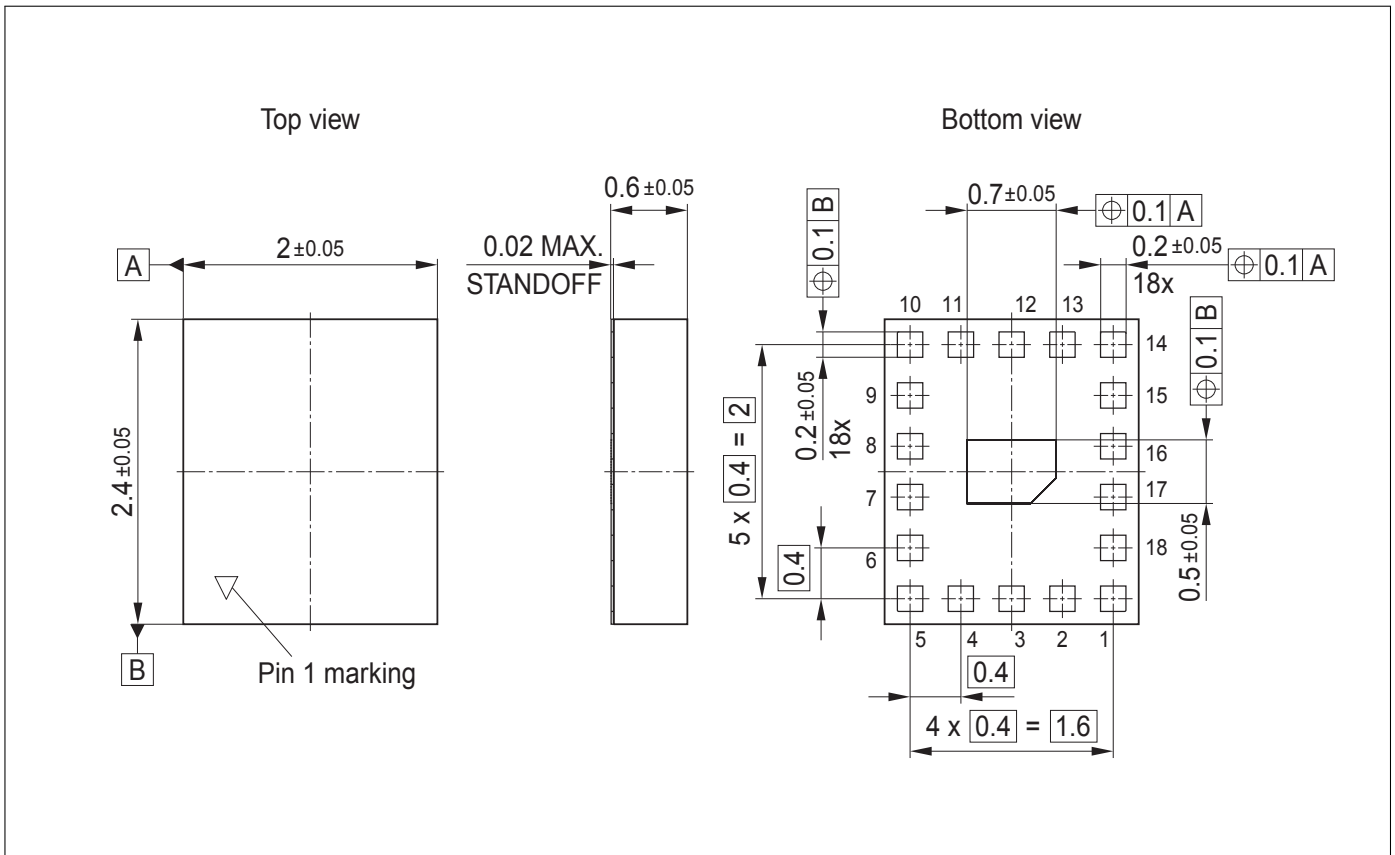 Top view
Bottom view
0.6 ±0.05
0.7±0.05
⌖ 0.1 A
⌖ 0.1 B
0.2 ±0.05
18x
⌖ 0.1 A
A
2±0.05
0.02 MAX.
STANDOFF
10 11 12 13
14
⌖ 0.1 B
9
15
0.2±0.05
18x
8
16
5 x 0.4 = 2
2.4 ±0.05
7
17
6
18
0.4
0.5±0.05
5 4 3 2 1
B
Pin 1 marking
0.4
4 x 0.4 = 1.6